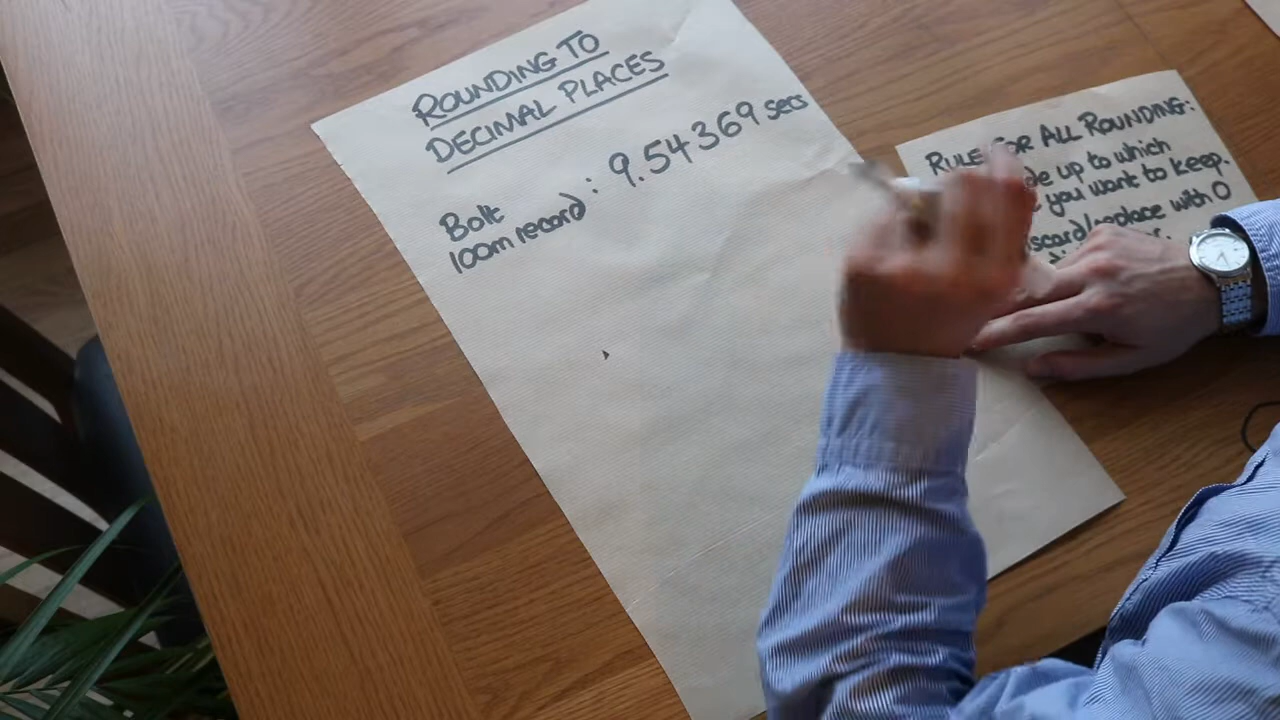 ROUNDING TO
DECIMAL PLACES
Bolt
100m record : 9.54369 secs
RULE FOR ALL ROUNDING:
up to which
you want to keep.
with 0